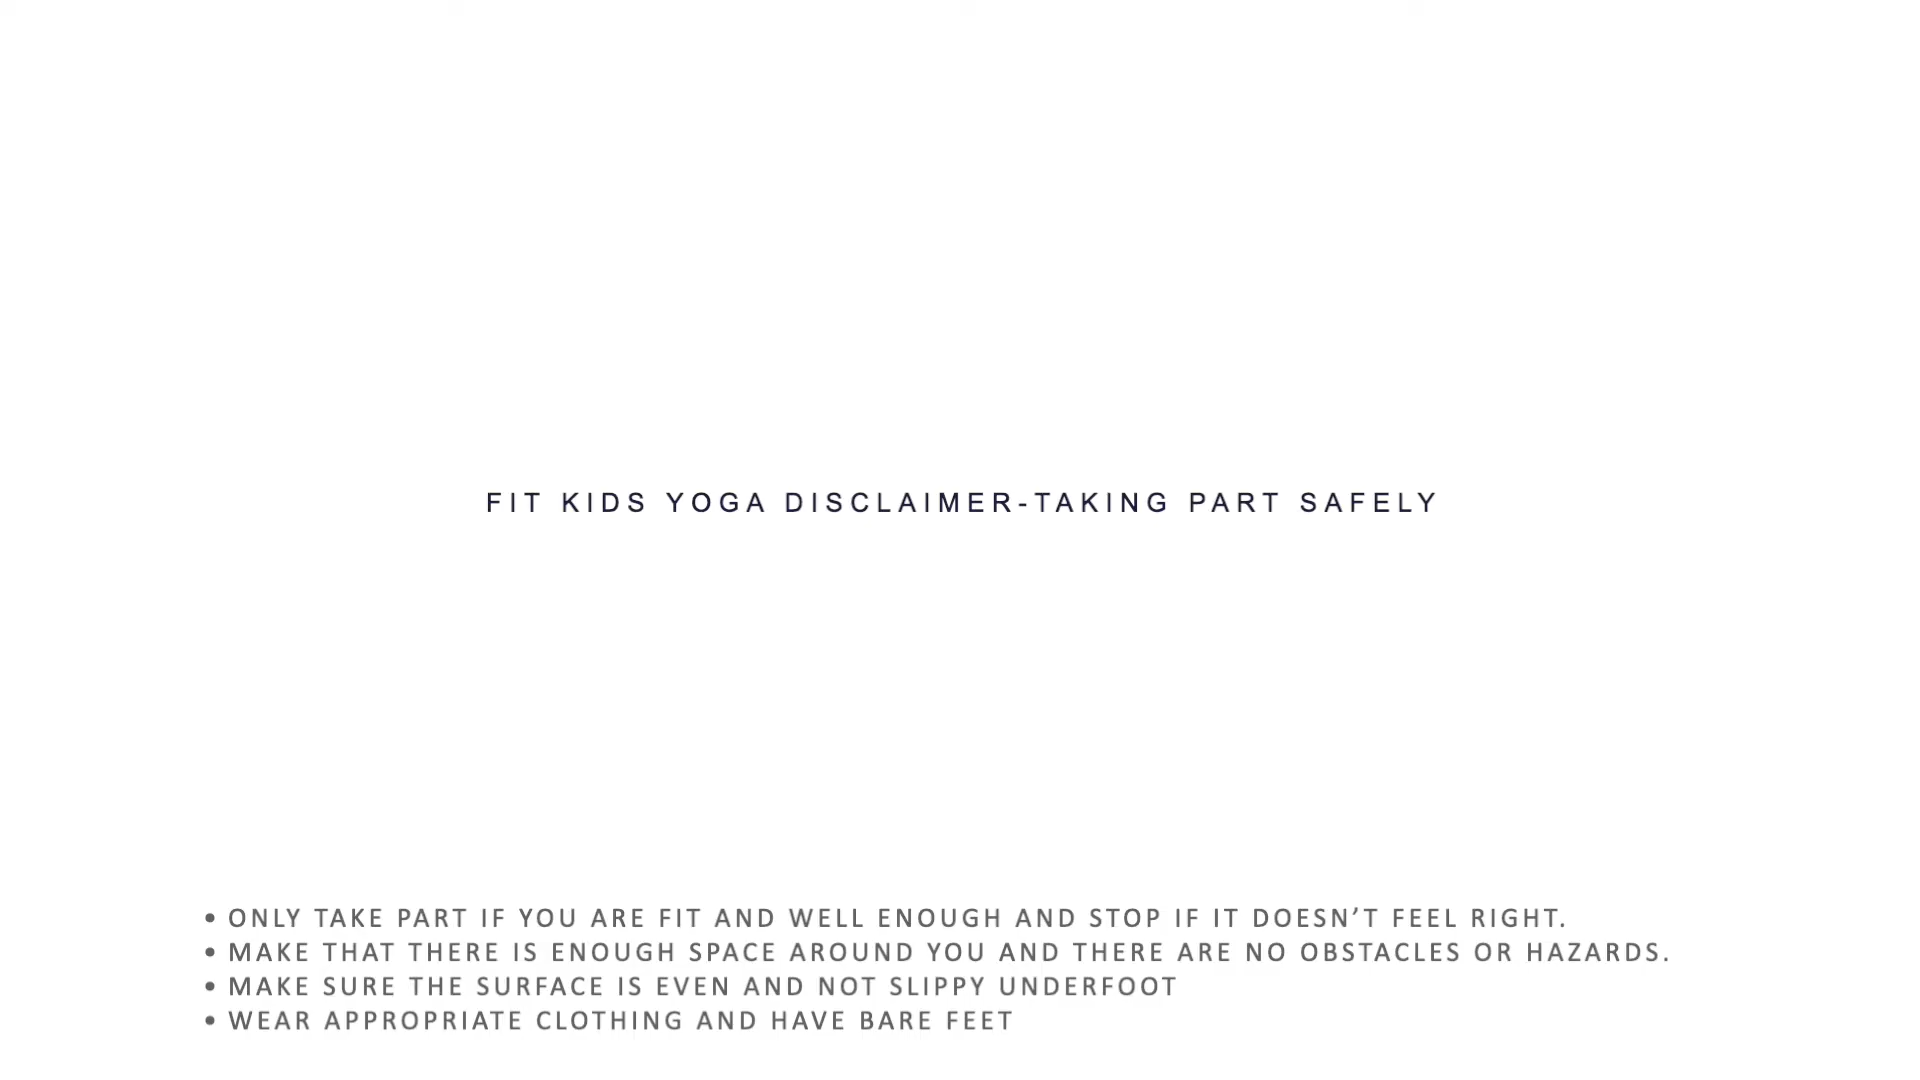 FIT KIDS YOGA DISCLAIMER-TAKING PART SAFELY
• ONLY TAKE PART IF YOU ARE FIT AND WELL ENOUGH AND STOP IF IT DOESN’T FEEL RIGHT.
• MAKE THAT THERE IS ENOUGH SPACE AROUND YOU AND THERE ARE NO OBSTACLES OR HAZARDS.
• MAKE SURE THE SURFACE IS EVEN AND NOT SLIPPY UNDERFOOT
• WEAR APPROPRIATE CLOTHING AND HAVE BARE FEET